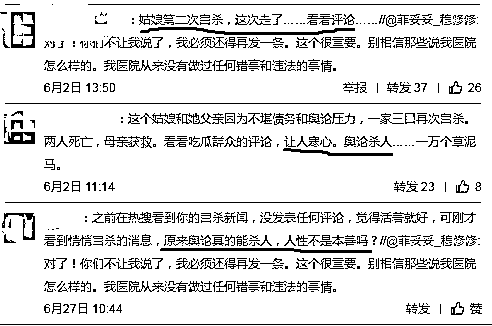 ：姑娘第二次自杀，这次走了……看看评论……//@菲妥妥_穆修修:
对了！你们不让我说了，我必须还得再发一条。这个很重要。别相信那些说我医院
怎么样的。我医院从来没有做过任何错事和违法的事情。
6月2日 13:50
举报 | 转发 37 | 26
：这个姑娘和她父亲因为不堪债务和舆论压力，一家三口再次自杀。
两人死亡，母亲获救。看看吃瓜群众的评论，让人寒心。舆论杀人……一万个草泥
马。
6月2日 11:14
转发 23 | 8
：之前在热搜看到你的自杀新闻，没发表任何评论，觉得活着就好，可刚才
看到情情自杀的消息，原来舆论真的能杀人，人性不是本善吗？//@菲妥妥_
对了！你们不让我说了，我必须还得再发一条。这个很重要。别相信那些说我医院
怎么样的。我医院从来没有做过任何错事和违法的事情。
6月27日 10:44
转发 | 赞